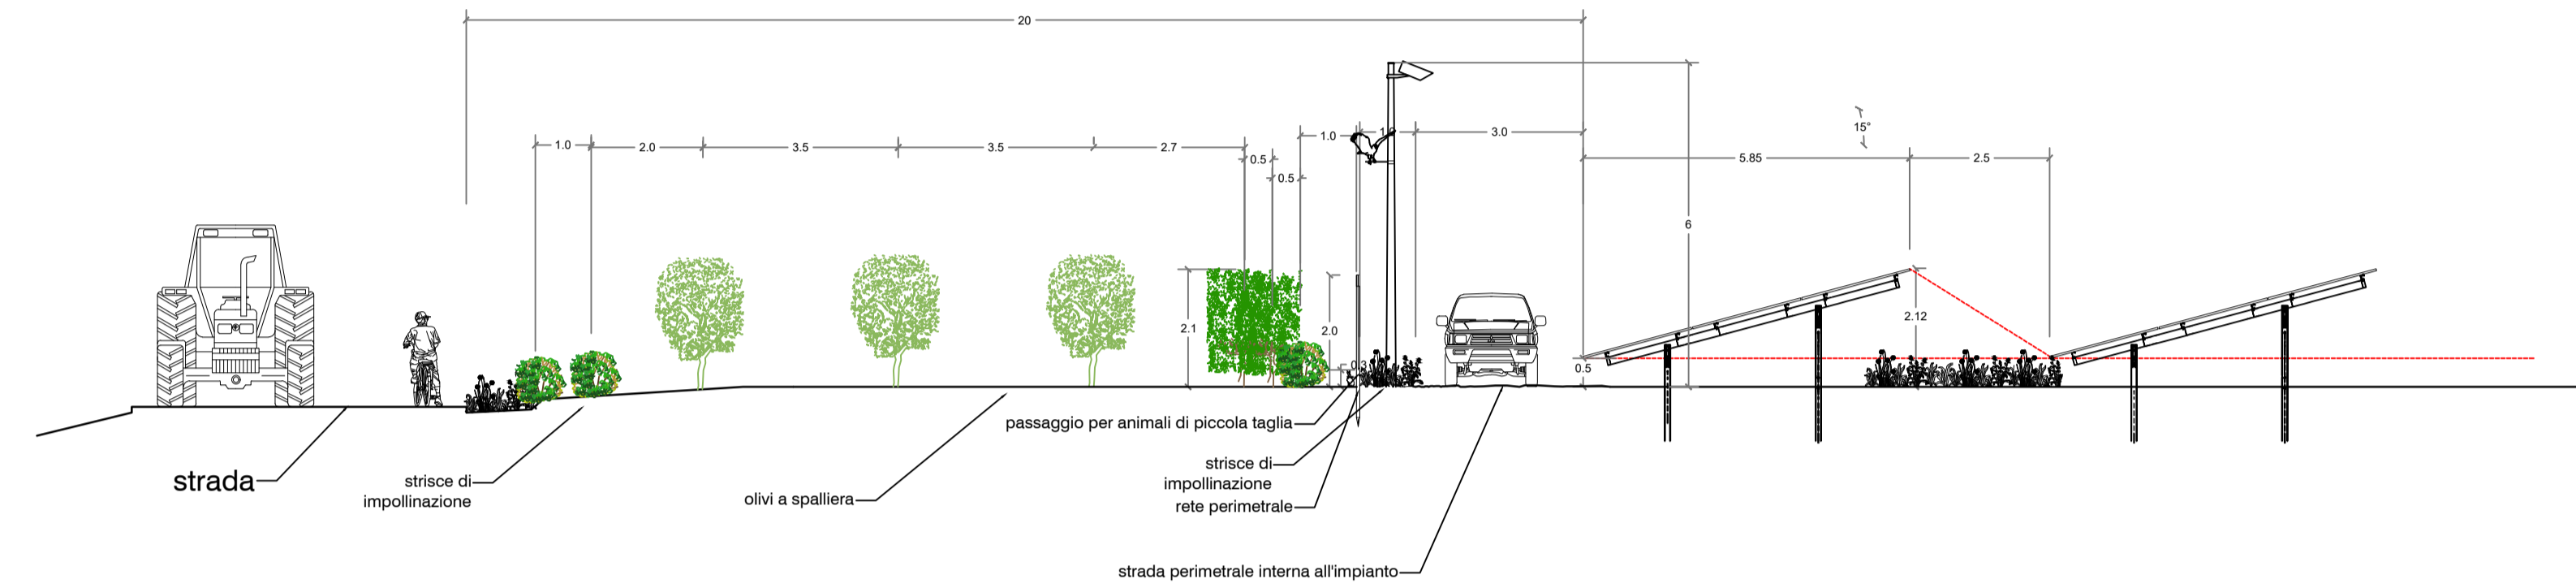 20
1.0
2.0
3.5
3.5
2.7
0.5
0.5
1.0
3.0
6
15°
5.85
2.5
2.1
2.0
0.3
0.5
2.12
strada
strisce di
impollinazione
olivi a spalliera
passaggio per animali di piccola taglia
strisce di
impollinazione
rete perimetrale
strada perimetrale interna all'impianto